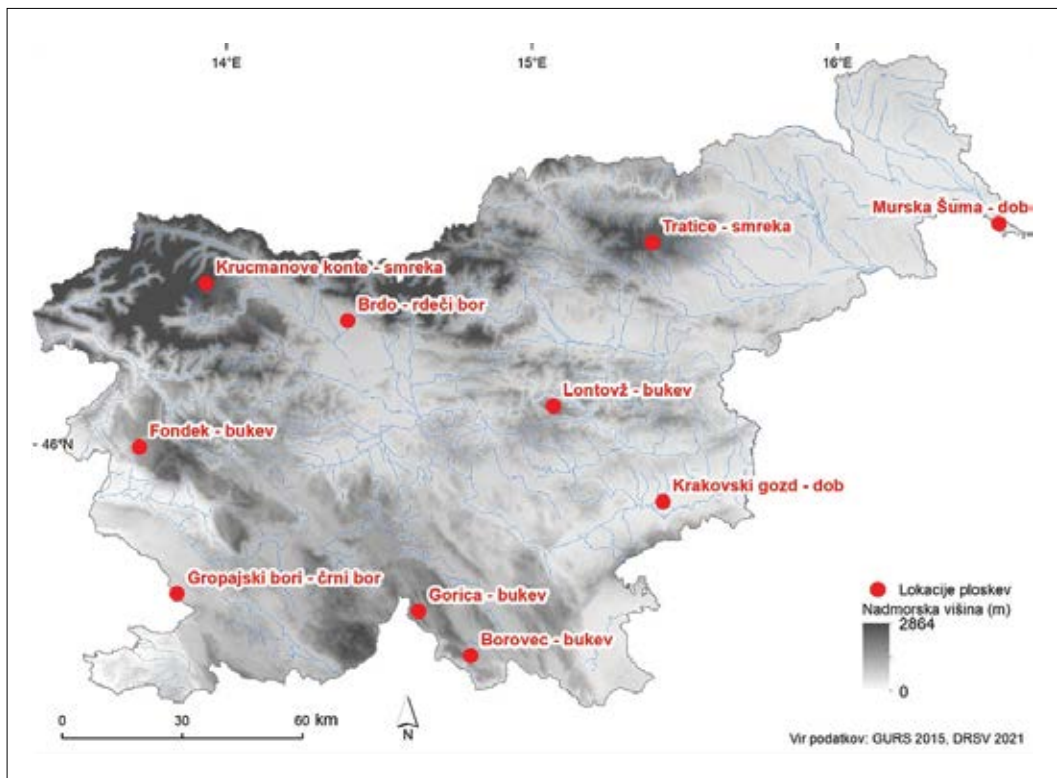 14°E
15°E
16°E
Murska Šuma - dob
Tratice - smreka
Krucmanove konte - smreka
Brdo - rdeči bor
Lontovž - bukev
Fondek - bukev
46°N
Krakovski gozd - dob
Gropajski bori - črni bor
Gorica - bukev
Borovec - bukev
Lokacije ploskev
Nadmorska višina (m)
2864
0
0 30 60 km
N
Vir podatkov: GURS 2015, DRSV 2021